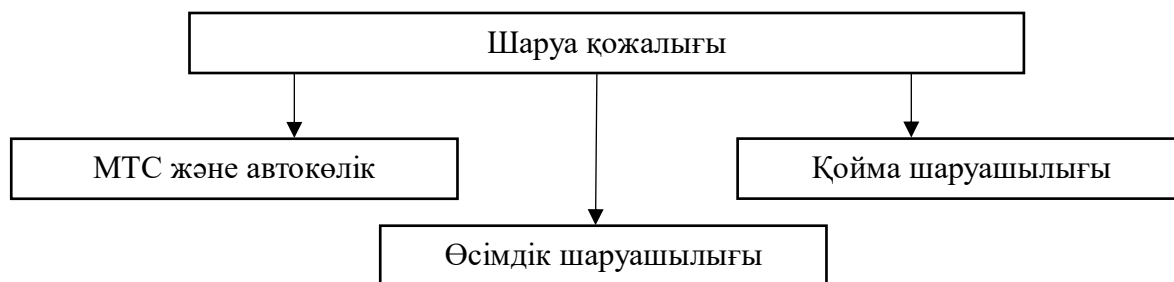 Шаруа қожалығы
МТС және автокөлік
Қойма шаруашылығы
Өсімдік шаруашылығы